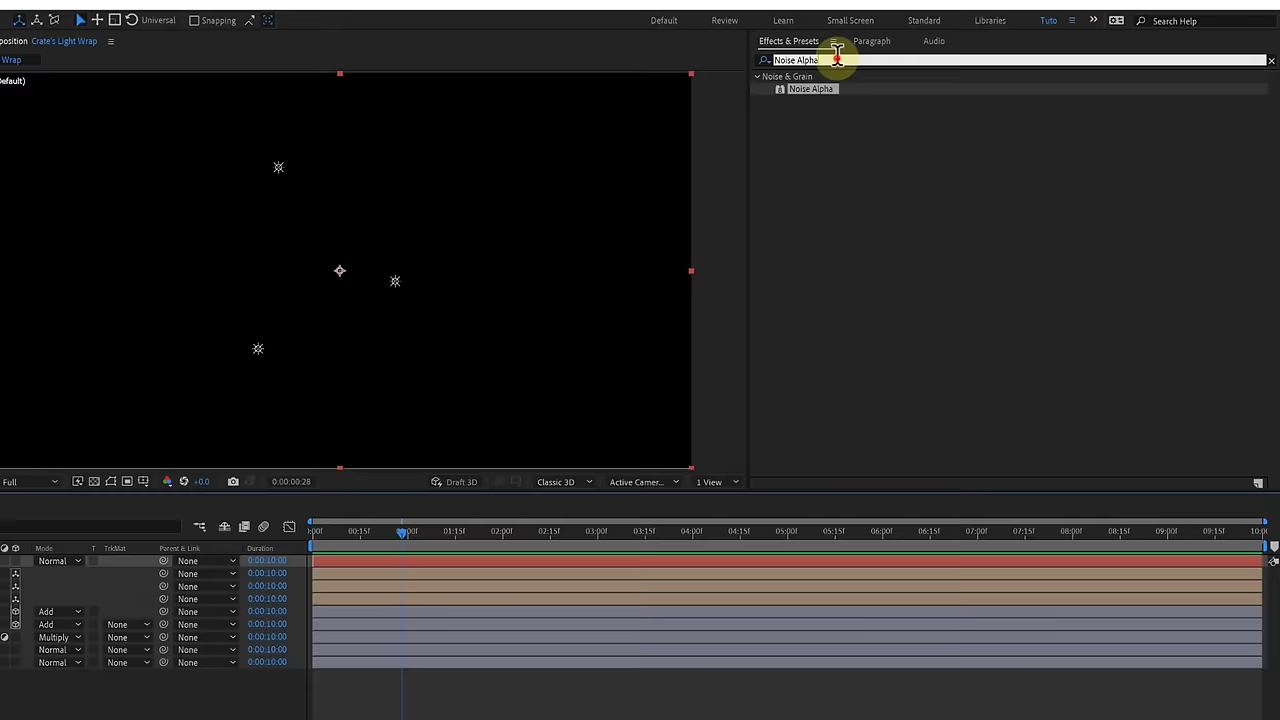 Universal Snapping Default Review Learn Small Screen Standard Libraries Tuto Search Help
position Crate's Light Wrap Effects & Presets Paragraph Audio
Wrap Noise Alpha
efault) Noise & Grain
Noise Alpha
Full +0.0 0:00:00:28 Draft 3D Classic 3D Active Camer... 1 View
:00f 00:15f 00f 01:15f 02:00f 02:15f 03:00f 03:15f 04:00f 04:15f 05:00f 05:15f 06:00f 06:15f 07:00f 07:15f 08:00f 08:15f 09:00f 09:15f 10:0
Mode T TrkMat Parent & Link Duration
Normal None 0:00:10:00
None 0:00:10:00
None 0:00:10:00
None 0:00:10:00
Add None 0:00:10:00
Add None None 0:00:10:00
Multiply None None 0:00:10:00
Normal None None 0:00:10:00
Normal None None 0:00:10:00